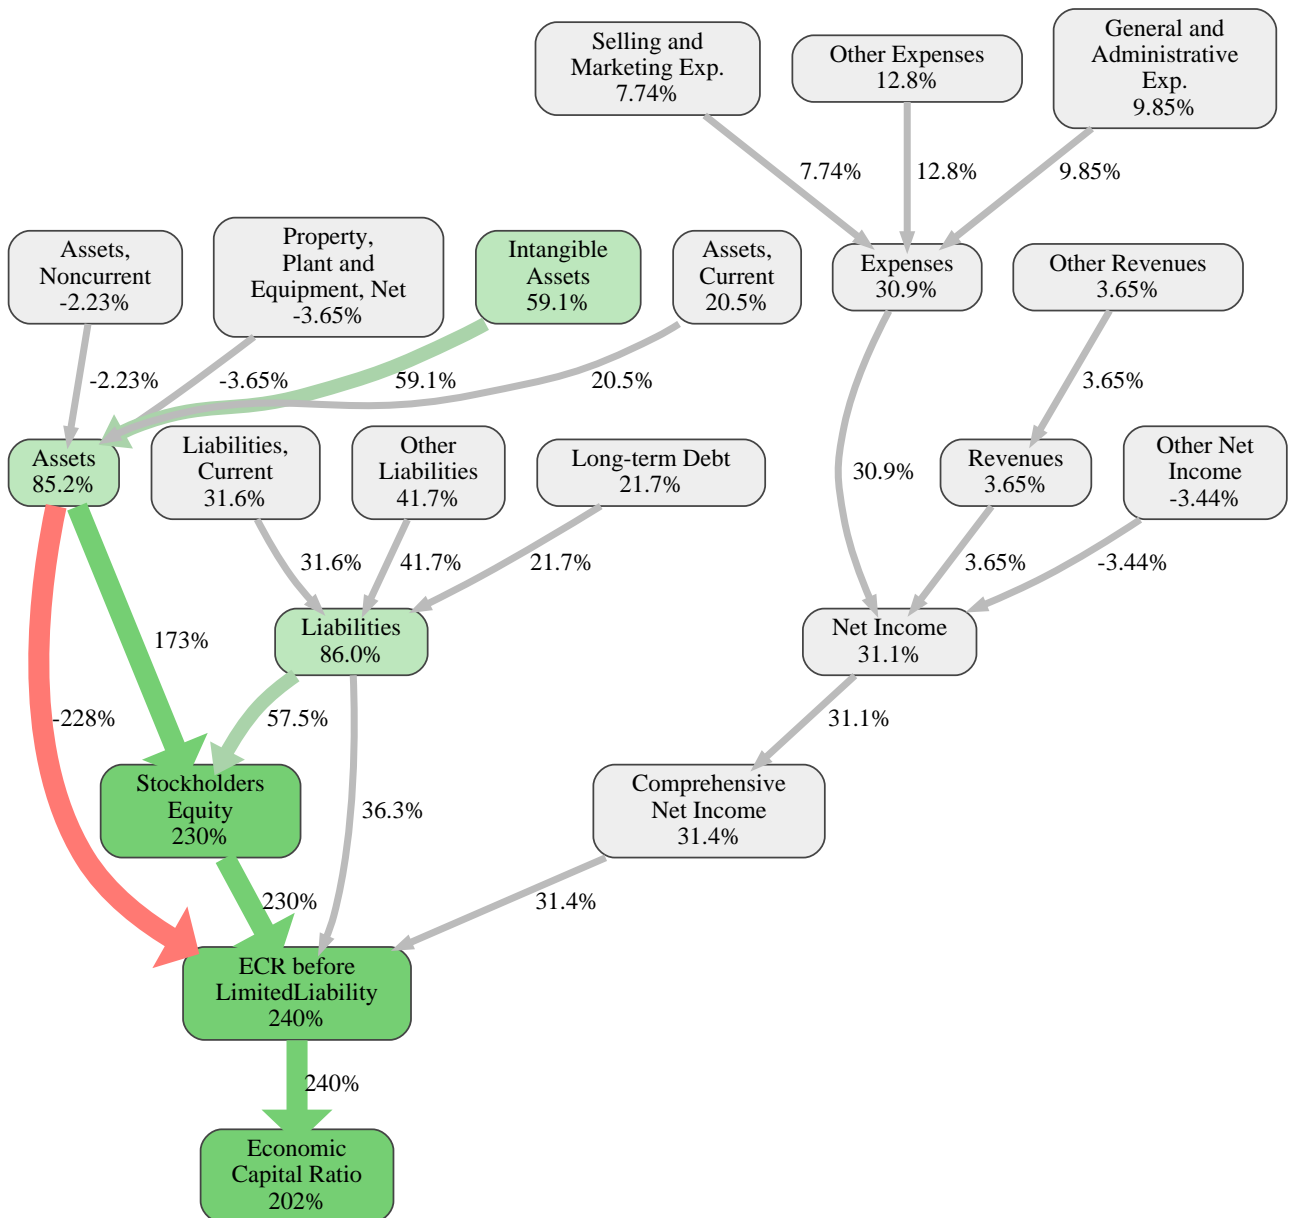 Selling and
Marketing Exp.
7.74%
Other Expenses
12.8%
General and
Administrative
Exp.
9.85%
7.74%
12.8%
9.85%
Assets,
Noncurrent
-2.23%
Property,
Plant and
Equipment, Net
-3.65%
Intangible
Assets
59.1%
Assets,
Current
20.5%
Expenses
30.9%
Other Revenues
3.65%
-2.23%
-3.65%
59.1%
20.5%
3.65%
Assets
85.2%
Liabilities,
Current
31.6%
Other
Liabilities
41.7%
Long-term Debt
21.7%
30.9%
Revenues
3.65%
Other Net
Income
-3.44%
31.6%
41.7%
21.7%
3.65%
-3.44%
173%
Liabilities
86.0%
Net Income
31.1%
-228%
57.5%
31.1%
Stockholders
Equity
230%
36.3%
Comprehensive
Net Income
31.4%
230%
31.4%
ECR before
LimitedLiability
240%
240%
Economic
Capital Ratio
202%